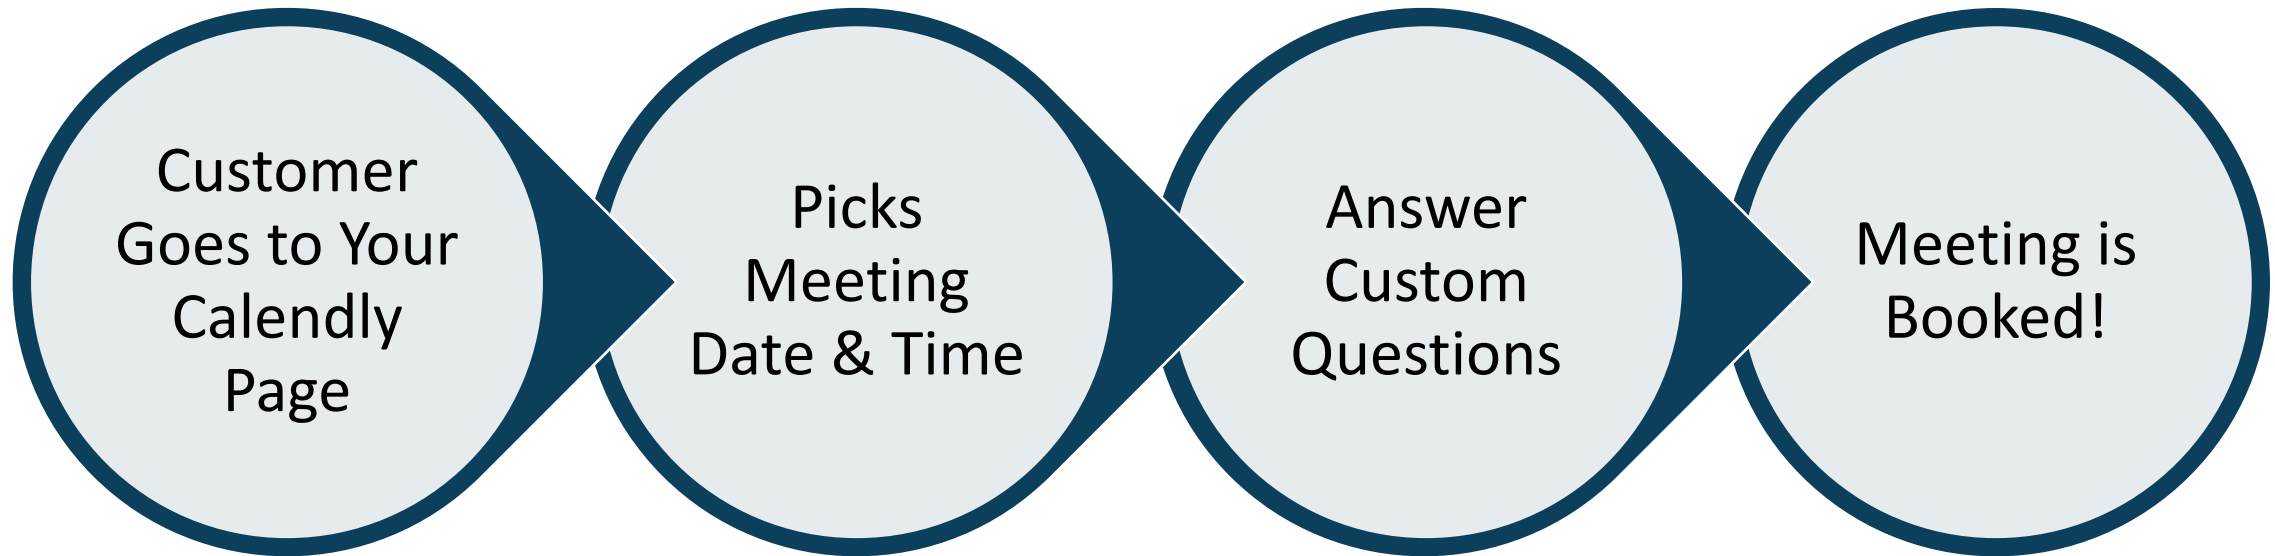 Customer
Goes to Your
Calendly
Page
Picks
Meeting
Date & Time
Answer
Custom
Questions
Meeting is
Booked!